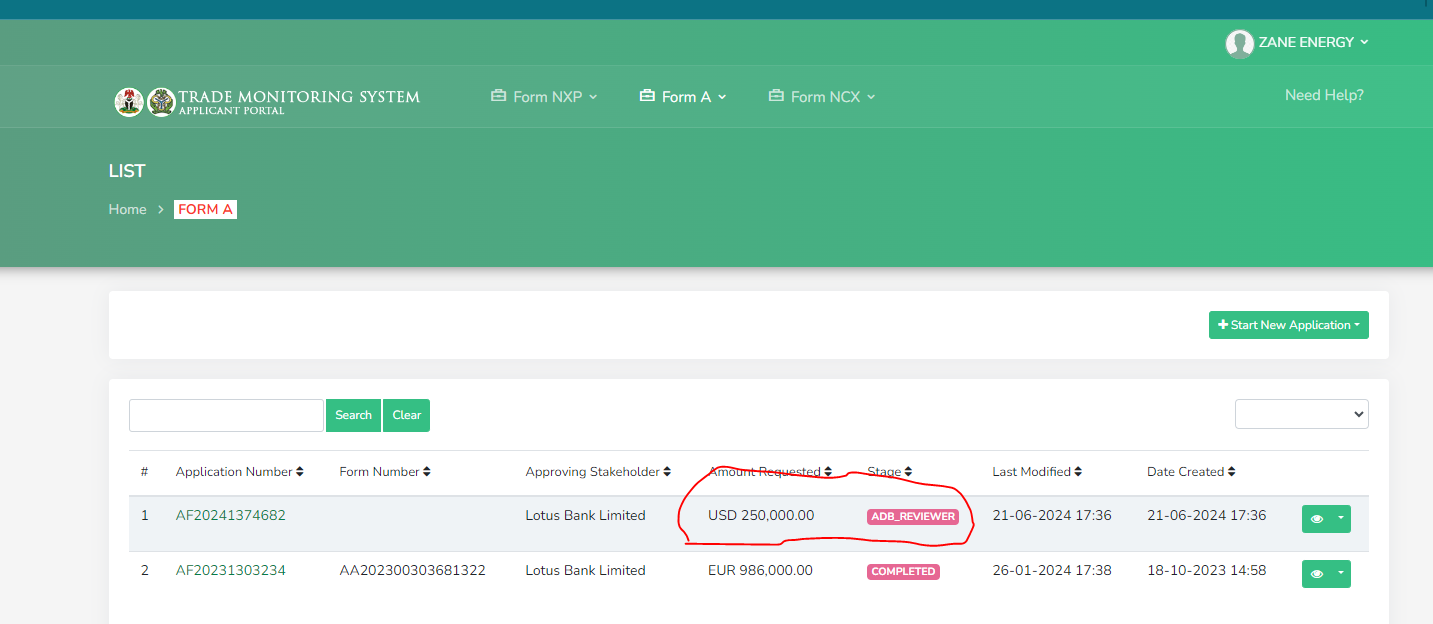 ZANE ENERGY
TRADE MONITORING SYSTEM
APPLICANT PORTAL
Form NXP
Form A
Form NCX
Need Help?
LIST
Home > FORM A
+ Start New Application
Search
Clear
# Application Number Form Number Approving Stakeholder Amount Requested Stage Last Modified Date Created
1 AF20241374682 Lotus Bank Limited USD 250,000.00 ADB_REVIEWER 21-06-2024 17:36 21-06-2024 17:36
2 AF20231303234 AA202300303681322 Lotus Bank Limited EUR 986,000.00 COMPLETED 26-01-2024 17:38 18-10-2023 14:58